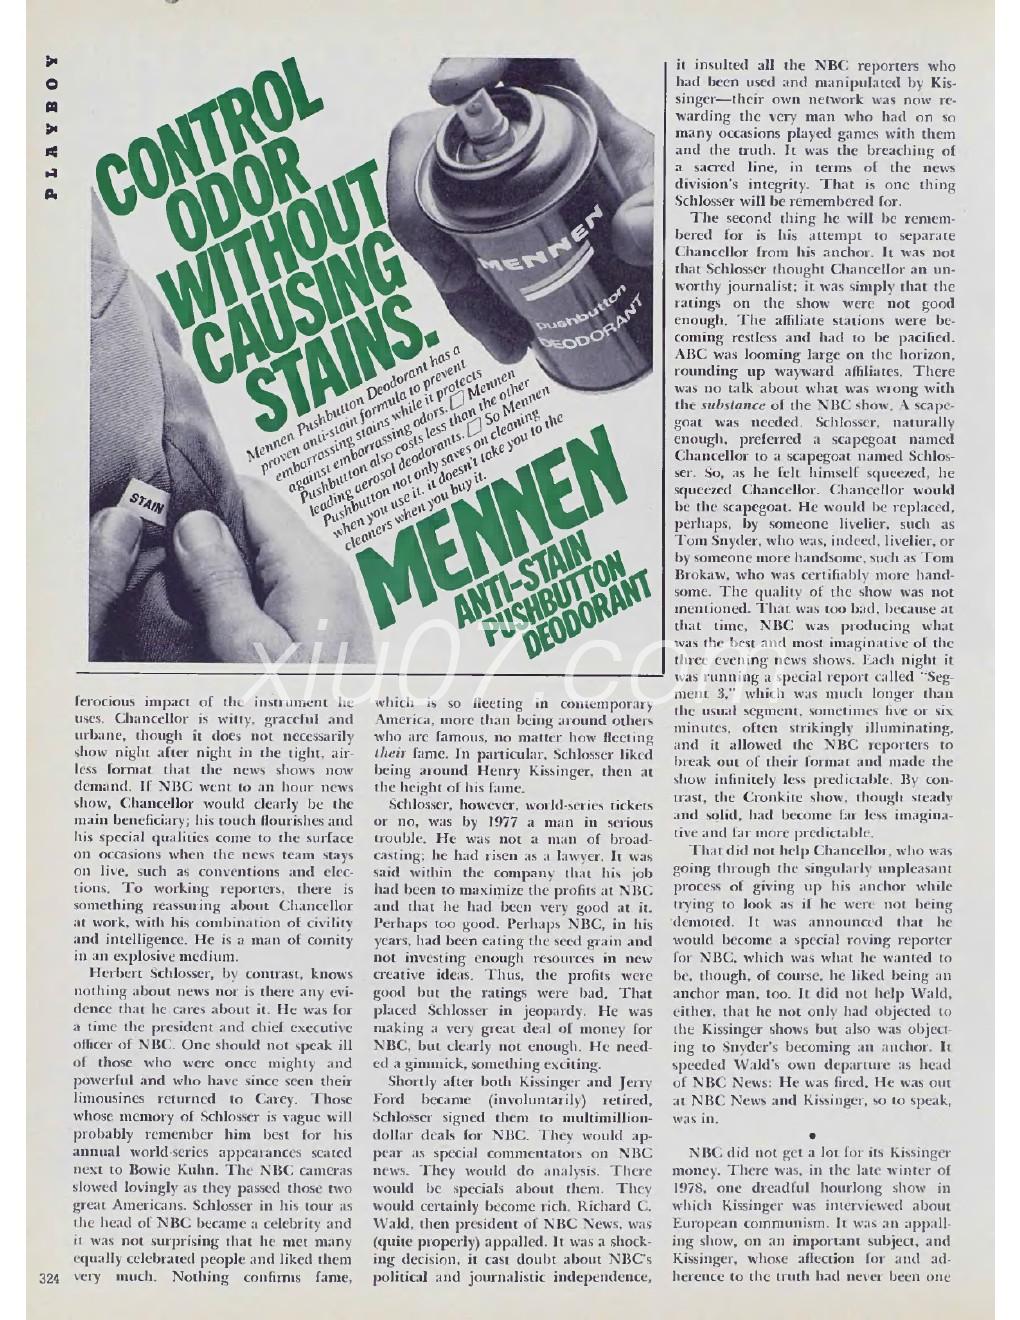 PLAYBOY
CONTROL
ODOR
WITHOUT
CAUSING
STAINS.
MENNEN
Pushbutton
DEODORANT
STAIN
Mennen Pushbutton Deodorant has a
proven anti-stain formula to prevent
embarrassing stains while it protects
against embarrassing odors. □ Mennen
Pushbutton also costs less than the other
leading aerosol deodorants. □ So Mennen
Pushbutton not only saves on cleaning
when you use it, it doesn't take you to the
cleaners when you buy it.
MENNEN
ANTI-STAIN
PUSHBUTTON
DEODORANT
ferocious impact of the instrument he
uses. Chancellor is witty, graceful and
urbane, though it does not necessarily
show night after night in the tight, air-
less format that the news shows now
demand. If NBC went to an hour news
show, Chancellor would clearly be the
main beneficiary; his touch flourishes and
his special qualities come to the surface
on occasions when the news team stays
on live, such as conventions and elec-
tions. To working reporters, there is
something reassuring about Chancellor
at work, with his combination of civility
and intelligence. He is a man of comity
in an explosive medium.
Herbert Schlosser, by contrast, knows
nothing about news nor is there any evi-
dence that he cares about it. He was for
a time the president and chief executive
officer of NBC. One should not speak ill
of those who were once mighty and
powerful and who have since seen their
limousines returned to Carey. Those
whose memory of Schlosser is vague will
probably remember him best for his
annual world-series appearances seated
next to Bowie Kuhn. The NBC cameras
slowed lovingly as they passed those two
great Americans. Schlosser in his tour as
the head of NBC became a celebrity and
it was not surprising that he met many
equally celebrated people and liked them
very much. Nothing confirms fame,
which is so fleeting in contemporary
America, more than being around others
who are famous, no matter how fleeting
their fame. In particular, Schlosser liked
being around Henry Kissinger, then at
the height of his fame.
Schlosser, however, world-series tickets
or no, was by 1977 a man in serious
trouble. He was not a man of broad-
casting; he had risen as a lawyer. It was
said within the company that his job
had been to maximize the profits at NBC
and that he had been very good at it.
Perhaps too good. Perhaps NBC, in his
years, had been eating the seed grain and
not investing enough resources in new
creative ideas. Thus, the profits were
good but the ratings were bad. That
placed Schlosser in jeopardy. He was
making a very great deal of money for
NBC, but clearly not enough. He need-
ed a gimmick, something exciting.
Shortly after both Kissinger and Jerry
Ford became (involuntarily) retired,
Schlosser signed them to multimillion-
dollar deals for NBC. They would ap-
pear as special commentators on NBC
news. They would do analysis. There
would be specials about them. They
would certainly become rich. Richard C.
Wald, then president of NBC News, was
(quite properly) appalled. It was a shock-
ing decision, it cast doubt about NBC's
political and journalistic independence,
it insulted all the NBC reporters who
had been used and manipulated by Kis-
singer—their own network was now re-
warding the very man who had on so
many occasions played games with them
and the truth. It was the breaching of
a sacred line, in terms of the news
division's integrity. That is one thing
Schlosser will be remembered for.
The second thing he will be remem-
bered for is his attempt to separate
Chancellor from his anchor. It was not
that Schlosser thought Chancellor an un-
worthy journalist; it was simply that the
ratings on the show were not good
enough. The affiliate stations were be-
coming restless and had to be pacified.
ABC was looming large on the horizon,
rounding up wayward affiliates. There
was no talk about what was wrong with
the substance of the NBC show. A scape-
goat was needed. Schlosser, naturally
enough, preferred a scapegoat named
Chancellor to a scapegoat named Schlos-
ser. So, as he felt himself squeezed, he
squeezed Chancellor. Chancellor would
be the scapegoat. He would be replaced,
perhaps, by someone livelier, such as
Tom Snyder, who was, indeed, livelier, or
by someone more handsome, such as Tom
Brokaw, who was certifiably more hand-
some. The quality of the show was not
mentioned. That was too bad, because at
that time, NBC was producing what
was the best and most imaginative of the
three evening news shows. Each night it
was running a special report called "Seg-
ment 3," which was much longer than
the usual segment, sometimes five or six
minutes, often strikingly illuminating,
and it allowed the NBC reporters to
break out of their format and made the
show infinitely less predictable. By con-
trast, the Cronkite show, though steady
and solid, had become far less imagina-
tive and far more predictable.
That did not help Chancellor, who was
going through the singularly unpleasant
process of giving up his anchor while
trying to look as if he were not being
demoted. It was announced that he
would become a special roving reporter
for NBC, which was what he wanted to
be, though, of course, he liked being an
anchor man, too. It did not help Wald,
either, that he not only had objected to
the Kissinger shows but also was object-
ing to Snyder's becoming an anchor. It
speeded Wald's own departure as head
of NBC News: He was fired. He was out
at NBC News and Kissinger, so to speak,
was in.
•
NBC did not get a lot for its Kissinger
money. There was, in the late winter of
1978, one dreadful hourlong show in
which Kissinger was interviewed about
European communism. It was an appall-
ing show, on an important subject, and
Kissinger, whose affection for and ad-
herence to the truth had never been one
324
xiu07.com